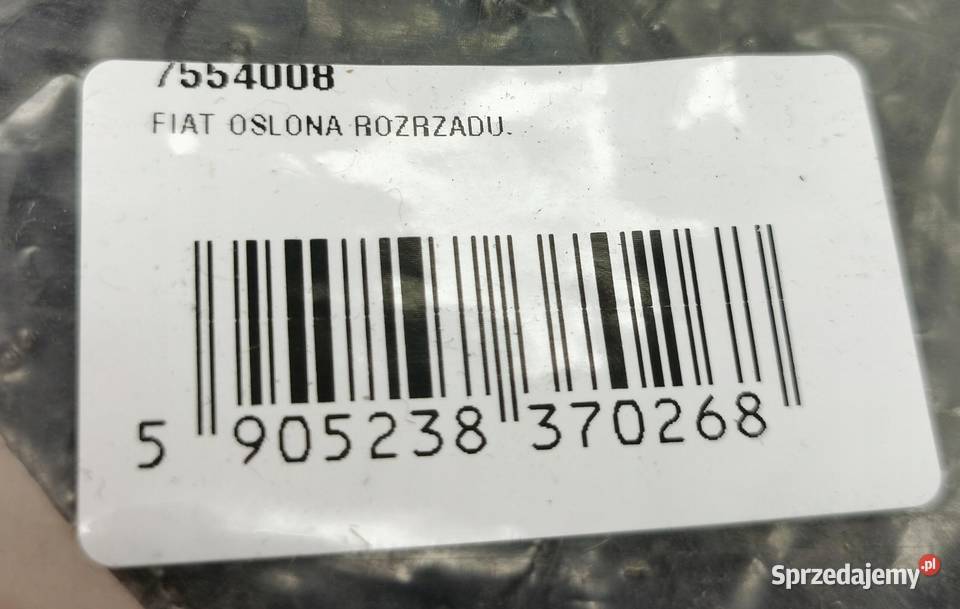 7554008
FIAT OSLONA ROZRZADU.
5 905238 370268
Sprzedajemy.pl